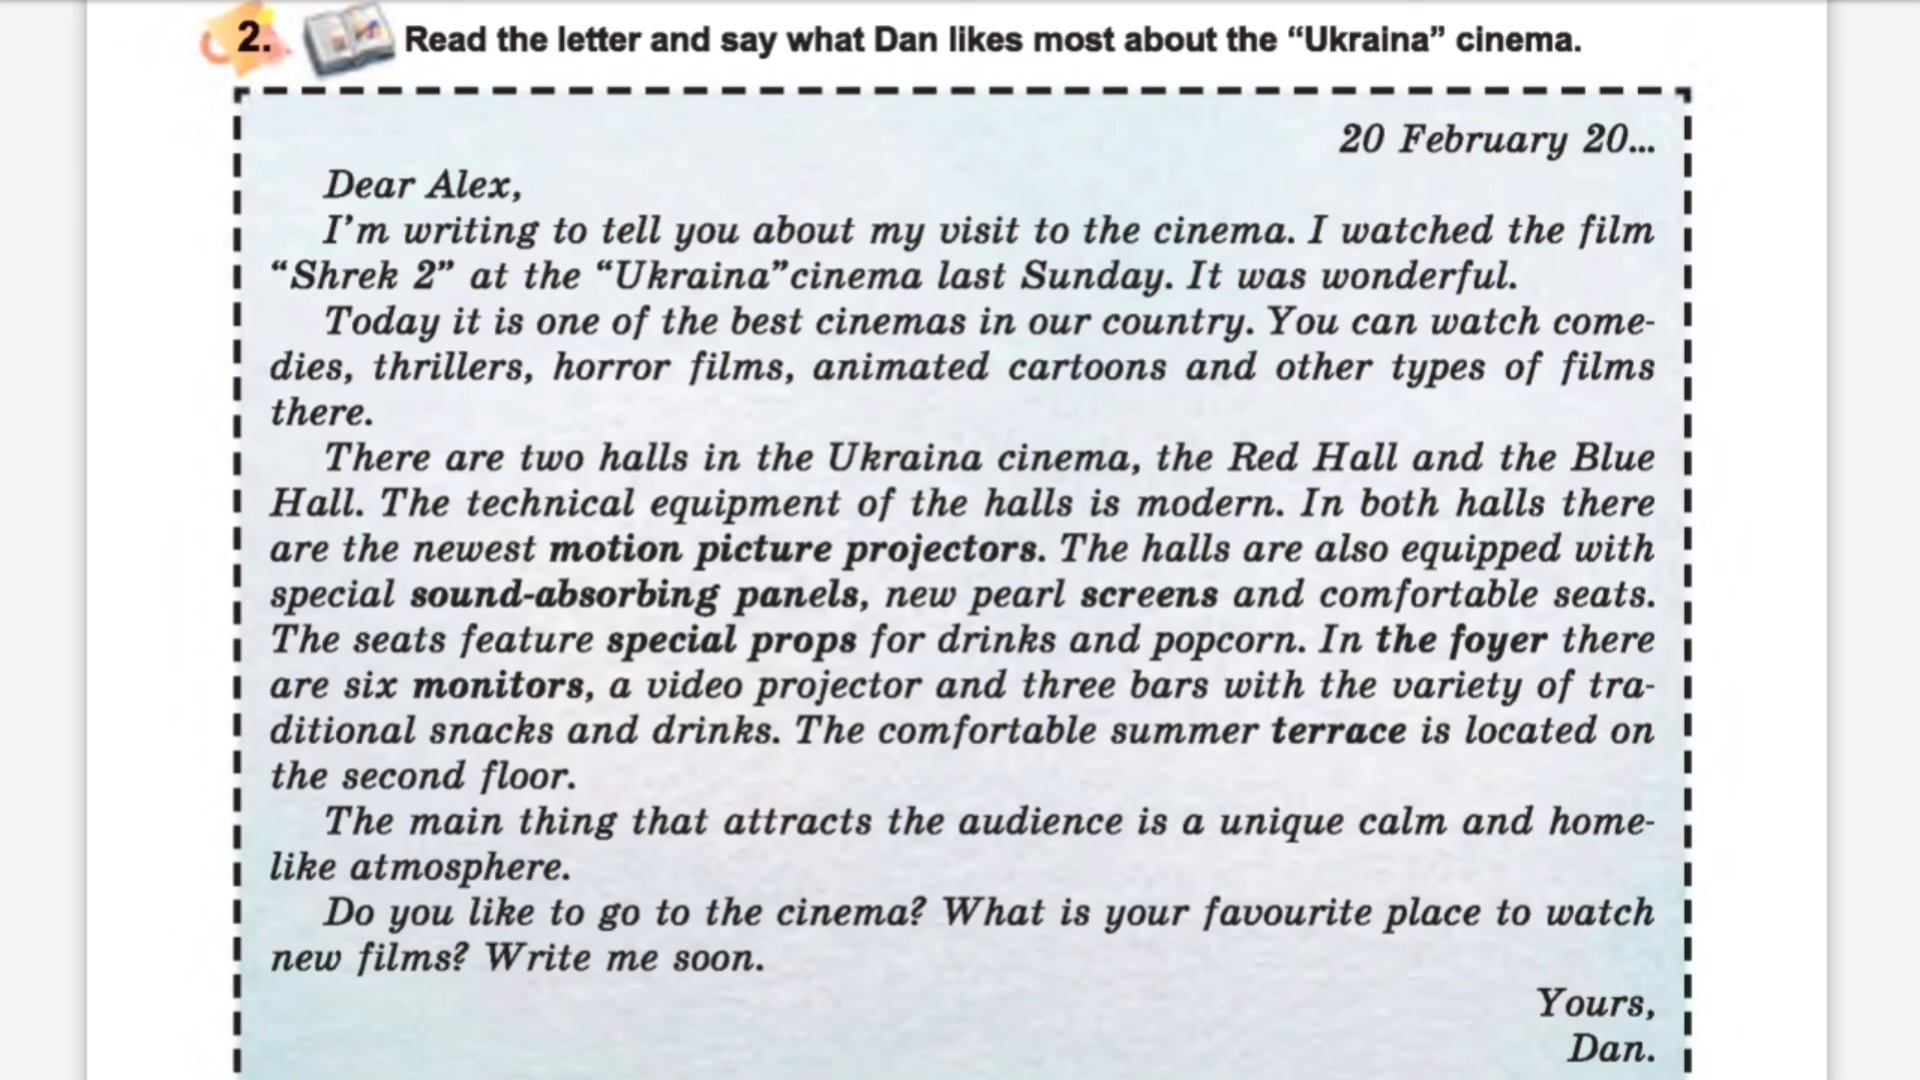 2. Read the letter and say what Dan likes most about the “Ukraina” cinema.
20 February 20...
Dear Alex,
I’m writing to tell you about my visit to the cinema. I watched the film
“Shrek 2” at the “Ukraina”cinema last Sunday. It was wonderful.
Today it is one of the best cinemas in our country. You can watch come-
dies, thrillers, horror films, animated cartoons and other types of films
there.
There are two halls in the Ukraina cinema, the Red Hall and the Blue
Hall. The technical equipment of the halls is modern. In both halls there
are the newest motion picture projectors. The halls are also equipped with
special sound-absorbing panels, new pearl screens and comfortable seats.
The seats feature special props for drinks and popcorn. In the foyer there
are six monitors, a video projector and three bars with the variety of tra-
ditional snacks and drinks. The comfortable summer terrace is located on
the second floor.
The main thing that attracts the audience is a unique calm and home-
like atmosphere.
Do you like to go to the cinema? What is your favourite place to watch
new films? Write me soon.
Yours,
Dan.